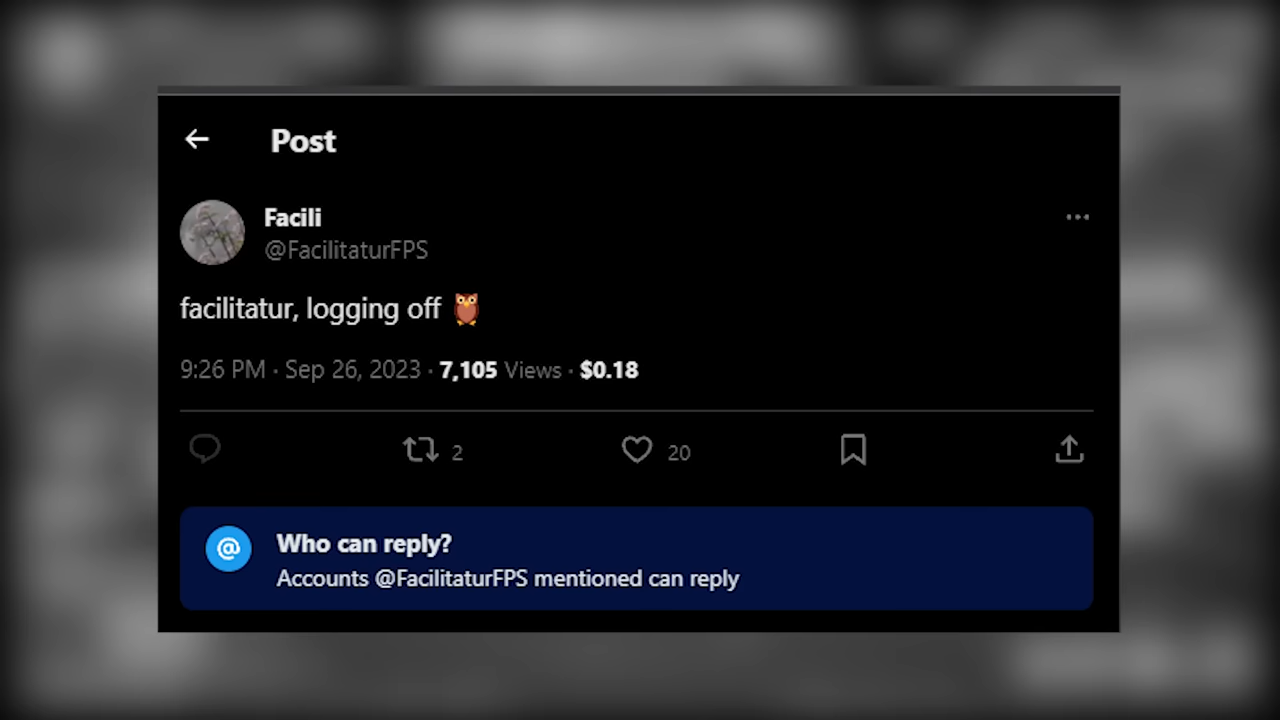 Post
Facili
@FacilitaturFPS
facilitatur, logging off 🦉
9:26 PM · Sep 26, 2023 · 7,105 Views · $0.18
2
20
@
Who can reply?
Accounts @FacilitaturFPS mentioned can reply